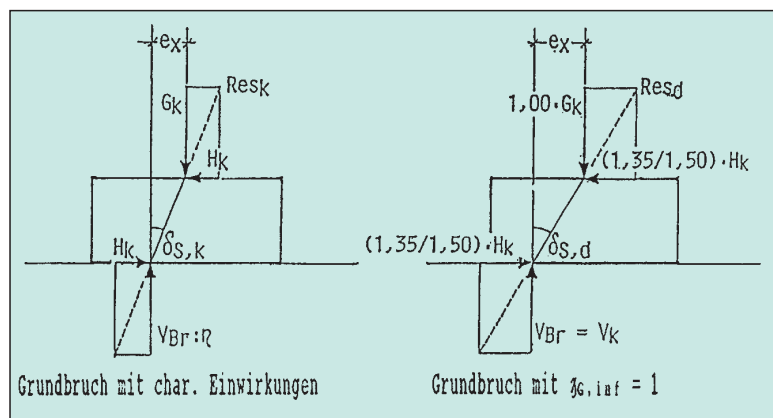 eX
ResK
GK
HK
HK
δS,K
VBr:η
Grundbruch mit char. Einwirkungen
eX
Resd
1,00·GK
(1,35/1,50)·HK
(1,35/1,50)·HK
δS,d
VBr = VK
Grundbruch mit γG,inf = 1